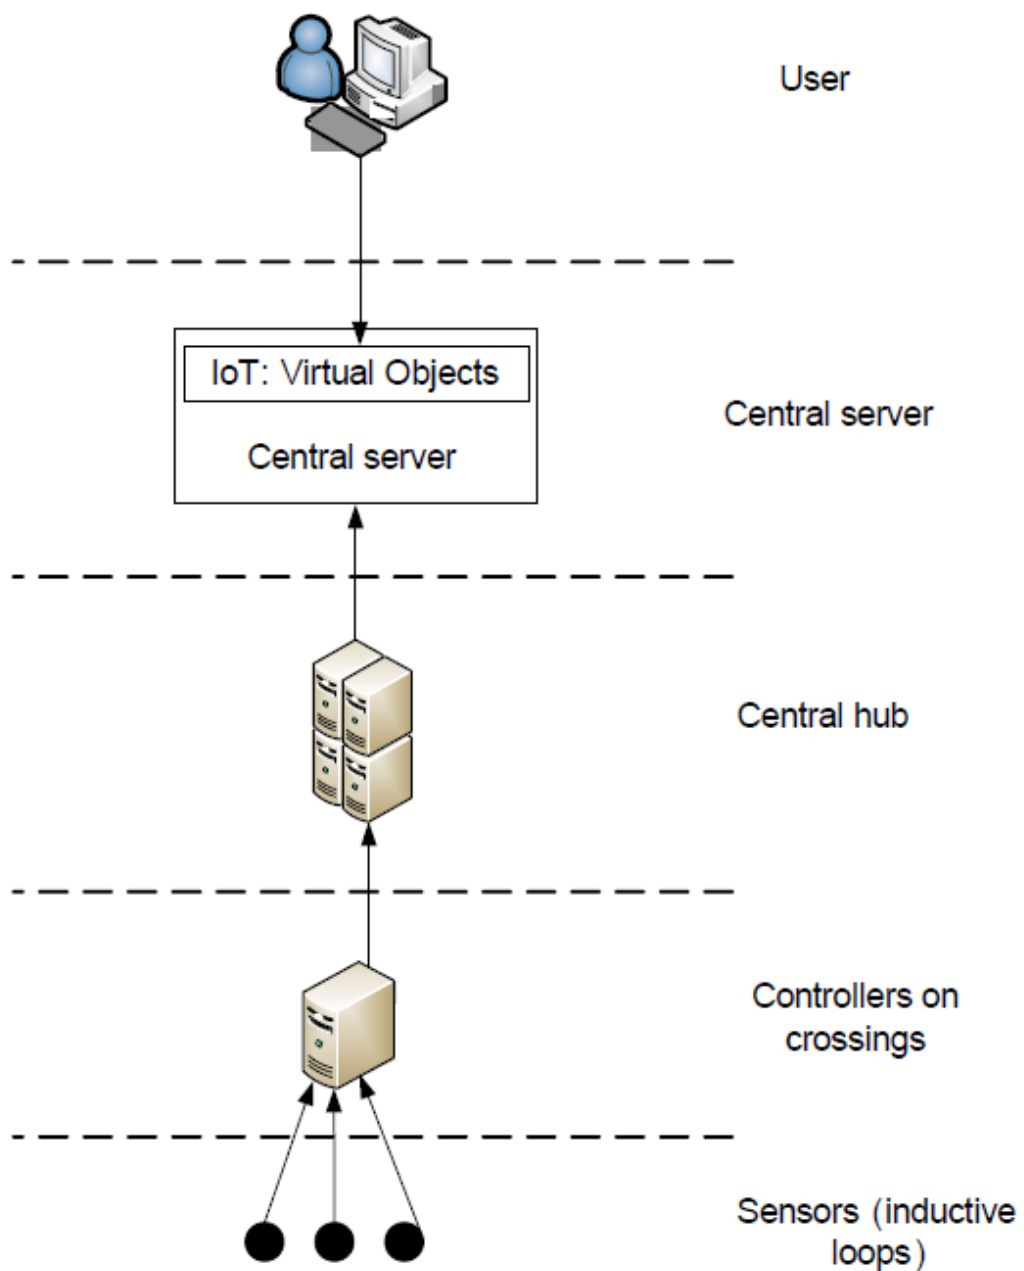 User
IoT: Virtual Objects
Central server
Central server
Central hub
Controllers on
crossings
Sensors (inductive
loops)